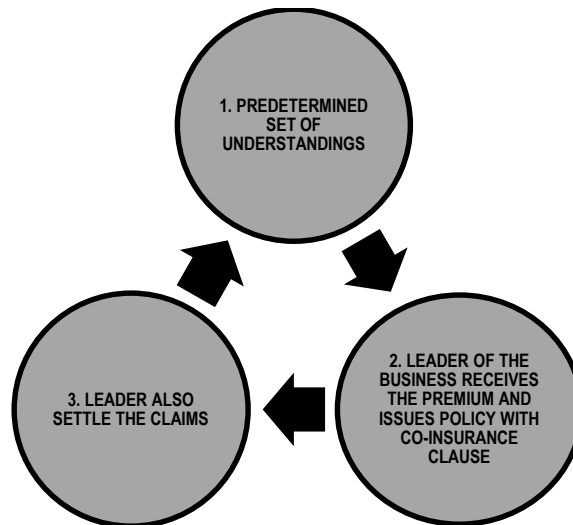 1. PREDETERMINED
SET OF
UNDERSTANDINGS
2. LEADER OF THE
BUSINESS RECEIVES
THE PREMIUM AND
ISSUES POLICY WITH
CO-INSURANCE
CLAUSE
3. LEADER ALSO
SETTLE THE CLAIMS